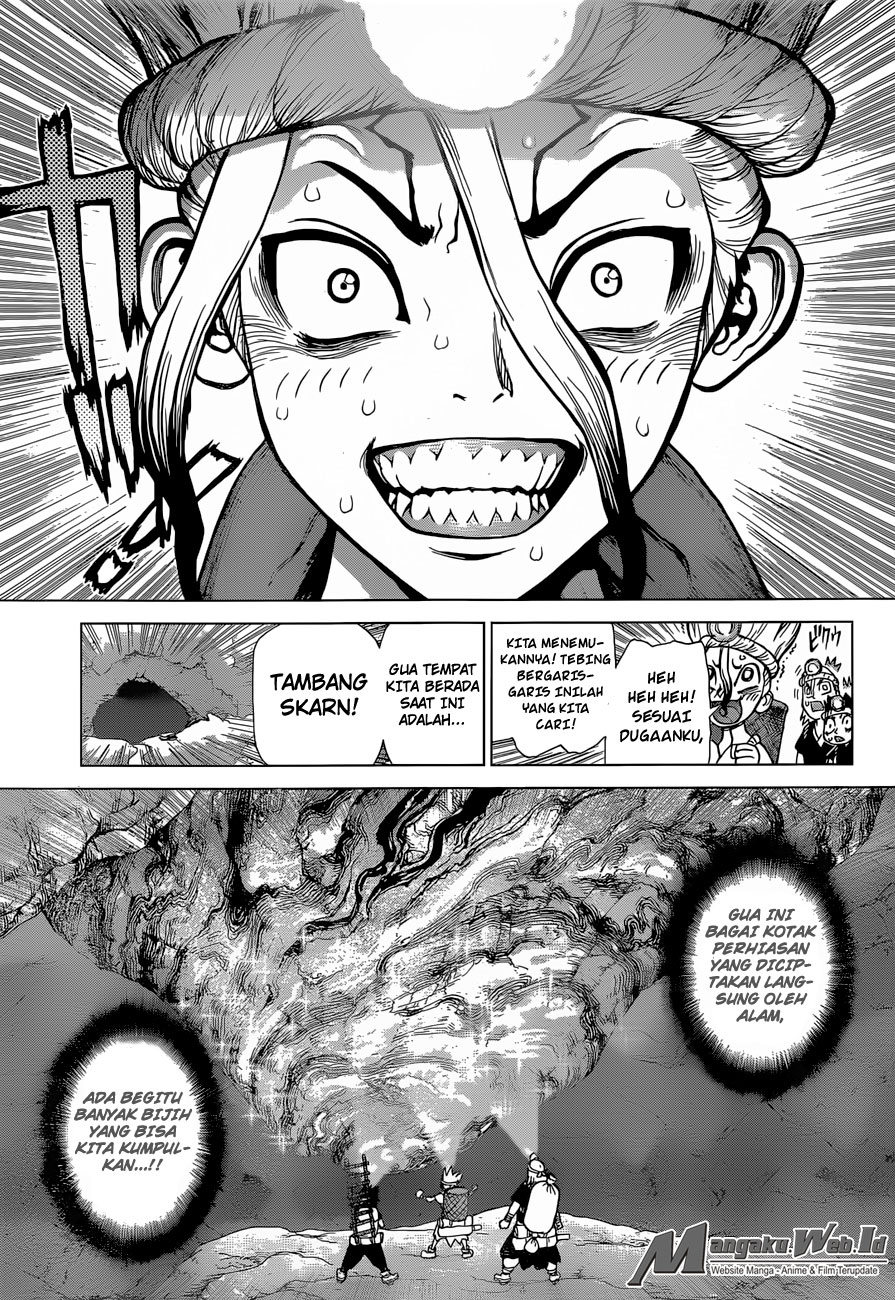 HEH
HEH HEH!
SESUAI
DUGAANKU,
KITA MENEMU-
KANNYA! TEBING
BERGARIS-
GARIS INILAH
YANG KITA
CARI!
GUA TEMPAT
KITA BERADA
SAAT INI
ADALAH...
TAMBANG
SKARN!
GUA INI
BAGAI KOTAK
PERHIASAN
YANG DICIP-
TAKAN LANG-
SUNG OLEH
ALAM,
ADA BEGITU
BANYAK BIJIH
YANG BISA
KITA KUMPUL-
KAN...!!
Mangaku.Web.Id
Website Manga - Anime & Film Terupdate